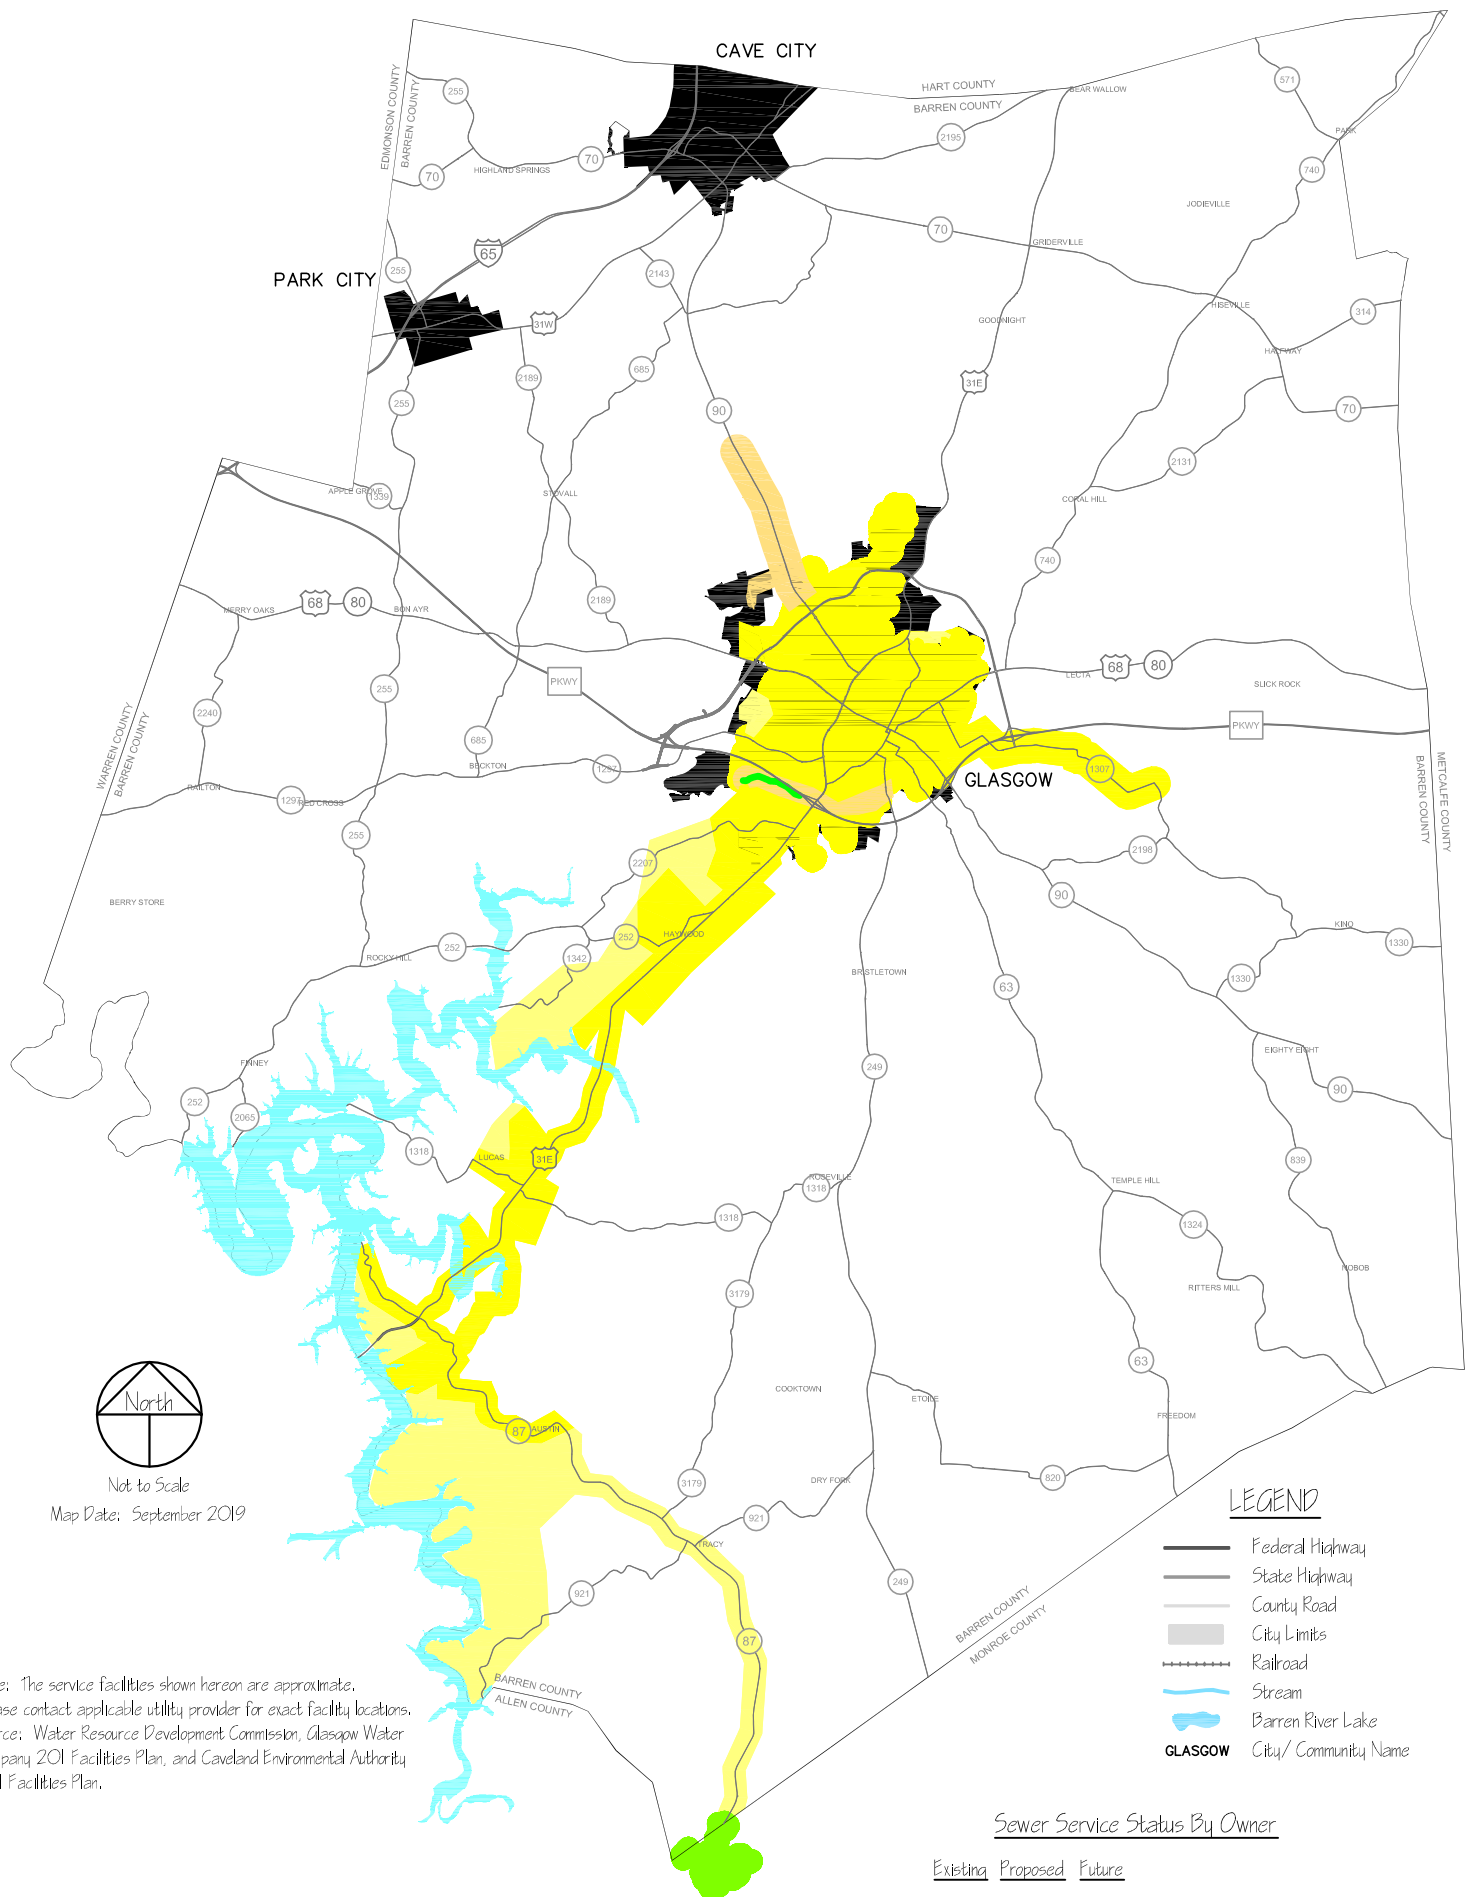 CAVE CITY
HART COUNTY
BARREN COUNTY
BEAR WALLOW
571
EDMONSON COUNTY
BARREN COUNTY
255
2195
PARK
70
HIGHLAND SPRINGS
70
740
JODIEVILLE
70
GRIDERVILLE
65
PARK CITY
255
2143
HISEVILLE
314
31W
GOODNIGHT
HALFWAY
2189
685
31E
255
90
70
2131
APPLE GROVE
1339
STOVALL
CORAL HILL
740
MERRY OAKS
68
80
BON AYR
2189
68
80
LECTA
SLICK ROCK
PKWY
255
2240
PKWY
WARREN COUNTY
BARREN COUNTY
685
BECKTON
1297
METCALFE COUNTY
BARREN COUNTY
RAILTON
1297
RED CROSS
GLASGOW
1307
255
2207
2198
90
BERRY STORE
KINO
1330
252
HAYWOOD
252
ROCKY HILL
1342
BRISTLETOWN
1330
63
EIGHTY EIGHT
FINNEY
249
90
252
2065
1318
LUCAS
31E
839
ROSEVILLE
1318
TEMPLE HILL
1318
1324
NOBOB
RITTERS MILL
3179
63
COOKTOWN
ETOILE
FREEDOM
87
AUSTIN
North
Not to Scale
Map Date: September 2019
3179
DRY FORK
820
921
TRACY
249
921
BARREN COUNTY
MONROE COUNTY
87
BARREN COUNTY
ALLEN COUNTY
LEGEND
Federal Highway
State Highway
County Road
City Limits
Railroad
Stream
Barren River Lake
GLASGOW City/ Community Name
e: The service facilities shown hereon are approximate.
ase contact applicable utility provider for exact facility locations.
rce: Water Resource Development Commission, Glasgow Water
pany 201 Facilities Plan, and Caveland Environmental Authority
1 Facilities Plan.
Sewer Service Status By Owner
Existing Proposed Future